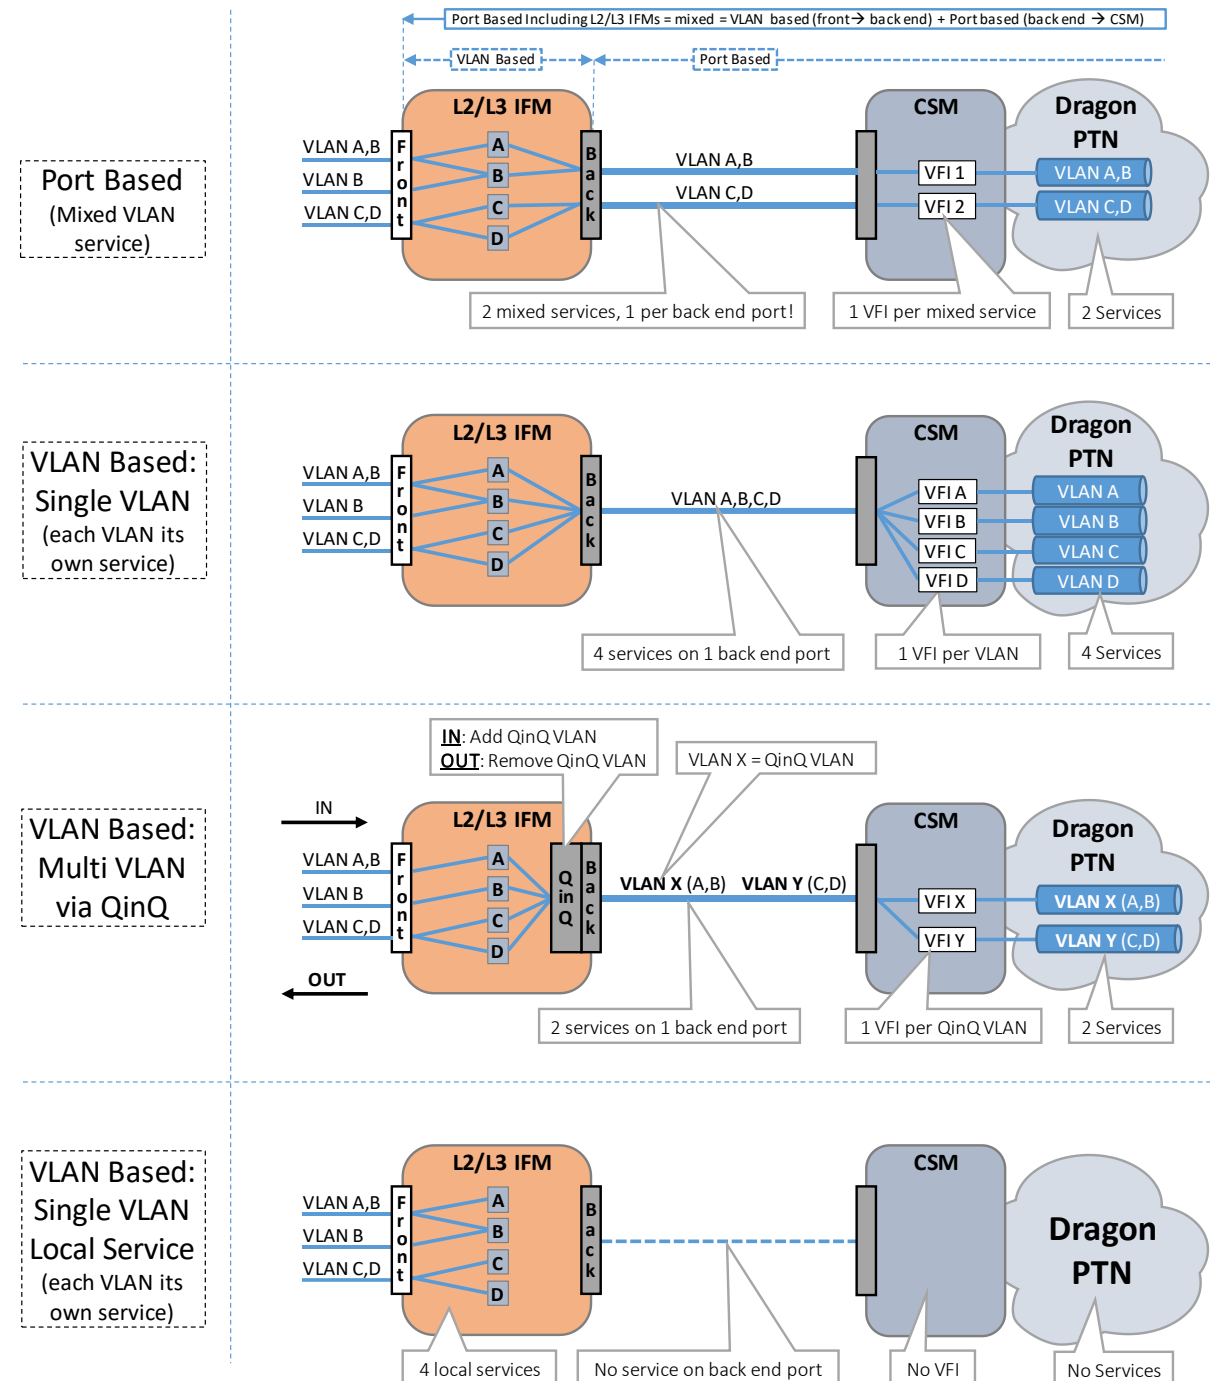 Port Based Including L2/L3 IFMs = mixed = VLAN based (front→ back end) + Port based (back end → CSM)
VLAN Based
Port Based
Port Based
(Mixed VLAN
service)
L2/L3 IFM
CSM
Dragon
PTN
VLAN A,B
VLAN B
VLAN C,D
Front
A
B
C
D
Back
VLAN A,B
VLAN C,D
VFI 1
VFI 2
VLAN A,B
VLAN C,D
2 mixed services, 1 per back end port!
1 VFI per mixed service
2 Services
VLAN Based:
Single VLAN
(each VLAN its
own service)
L2/L3 IFM
CSM
Dragon
PTN
VLAN A,B
VLAN B
VLAN C,D
Front
A
B
C
D
Back
VLAN A,B,C,D
VFI A
VFI B
VFI C
VFI D
VLAN A
VLAN B
VLAN C
VLAN D
4 services on 1 back end port
1 VFI per VLAN
4 Services
VLAN Based:
Multi VLAN
via QinQ
IN: Add QinQ VLAN
OUT: Remove QinQ VLAN
VLAN X = QinQ VLAN
IN
OUT
L2/L3 IFM
CSM
Dragon
PTN
VLAN A,B
VLAN B
VLAN C,D
Front
A
B
C
D
QinQ
Back
VLAN X (A,B) VLAN Y (C,D)
VFI X
VFI Y
VLAN X (A,B)
VLAN Y (C,D)
2 services on 1 back end port
1 VFI per QinQ VLAN
2 Services
VLAN Based:
Single VLAN
Local Service
(each VLAN its
own service)
L2/L3 IFM
CSM
Dragon
PTN
VLAN A,B
VLAN B
VLAN C,D
Front
A
B
C
D
Back
4 local services
No service on back end port
No VFI
No Services